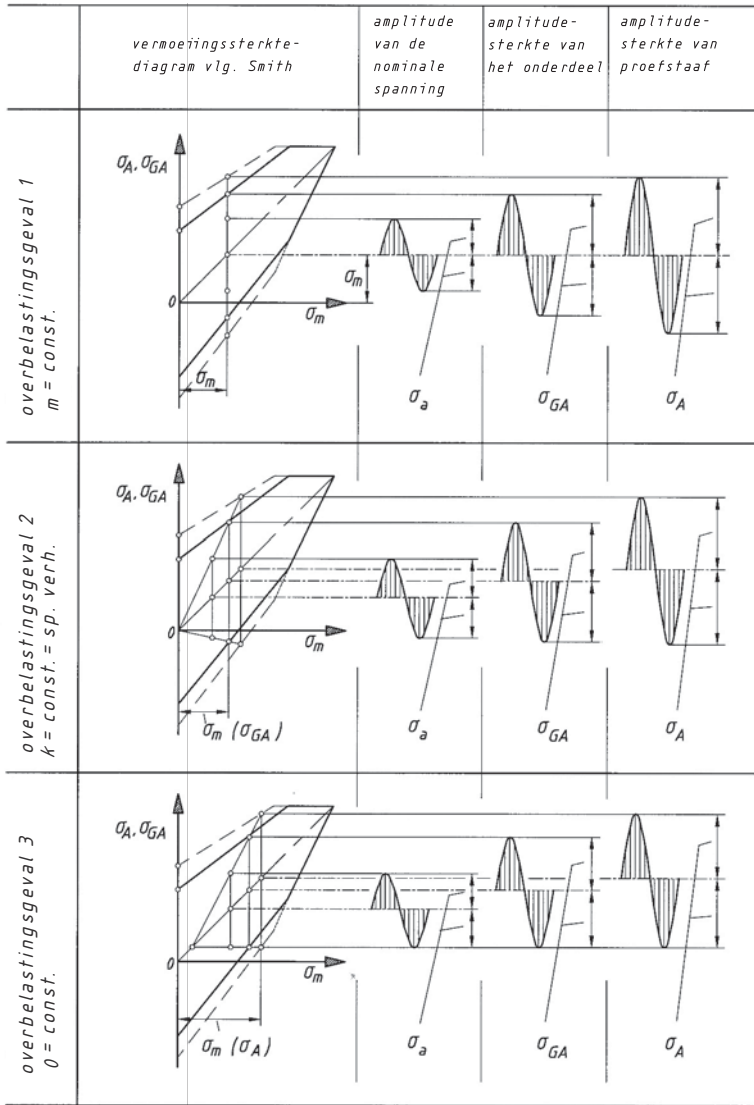 vermoeiingssterkte-
diagram vlg. Smith
amplitude
van de
nominale
spanning
amplitude-
sterkte van
het onderdeel
amplitude-
sterkte van
proefstaaf
overbelastingsgeval 1
m = const.
σA, σGA
0
σm
σm
σm
σa
σGA
σA
overbelastingsgeval 2
k = const. = sp. verh.
σA, σGA
0
σm
σm (σGA)
σa
σGA
σA
overbelastingsgeval 3
0 = const.
σA, σGA
0
σm
σm (σA)
σa
σGA
σA